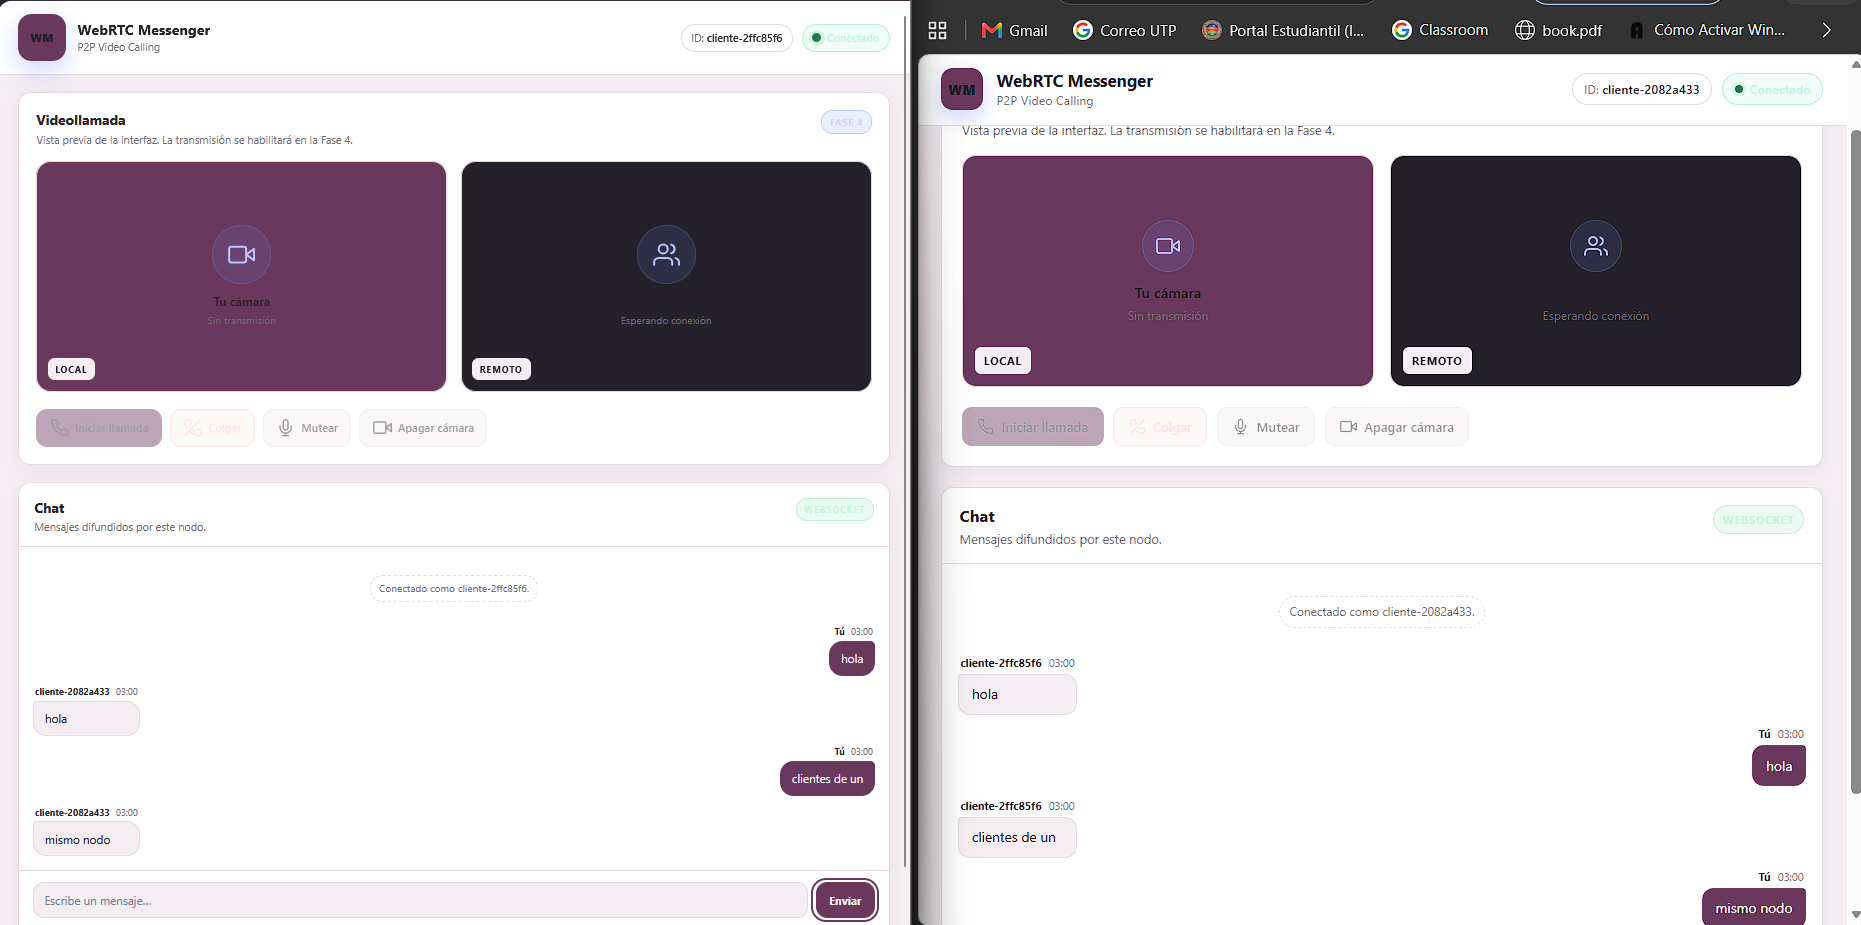 WM
WebRTC Messenger
P2P Video Calling
ID: cliente-2ffc85f6
Conectado
Videollamada
FASE 4
Vista previa de la interfaz. La transmisión se habilitará en la Fase 4.
Tu cámara
Sin transmisión
LOCAL
Esperando conexión
REMOTO
Iniciar llamada
Colgar
Mutear
Apagar cámara
Chat
WEBSOCKET
Mensajes difundidos por este nodo.
Conectado como cliente-2ffc85f6.
Tú 03:00
hola
cliente-2082a433 03:00
hola
Tú 03:00
clientes de un
cliente-2082a433 03:00
mismo nodo
Escribe un mensaje...
Enviar
Gmail
Correo UTP
Portal Estudiantil (I...
Classroom
book.pdf
Cómo Activar Win...
WM
WebRTC Messenger
P2P Video Calling
ID: cliente-2082a433
Conectado
Vista previa de la interfaz. La transmisión se habilitará en la Fase 4.
Tu cámara
Sin transmisión
LOCAL
Esperando conexión
REMOTO
Iniciar llamada
Colgar
Mutear
Apagar cámara
Chat
WEBSOCKET
Mensajes difundidos por este nodo.
Conectado como cliente-2082a433.
cliente-2ffc85f6 03:00
hola
Tú 03:00
hola
cliente-2ffc85f6 03:00
clientes de un
Tú 03:00
mismo nodo